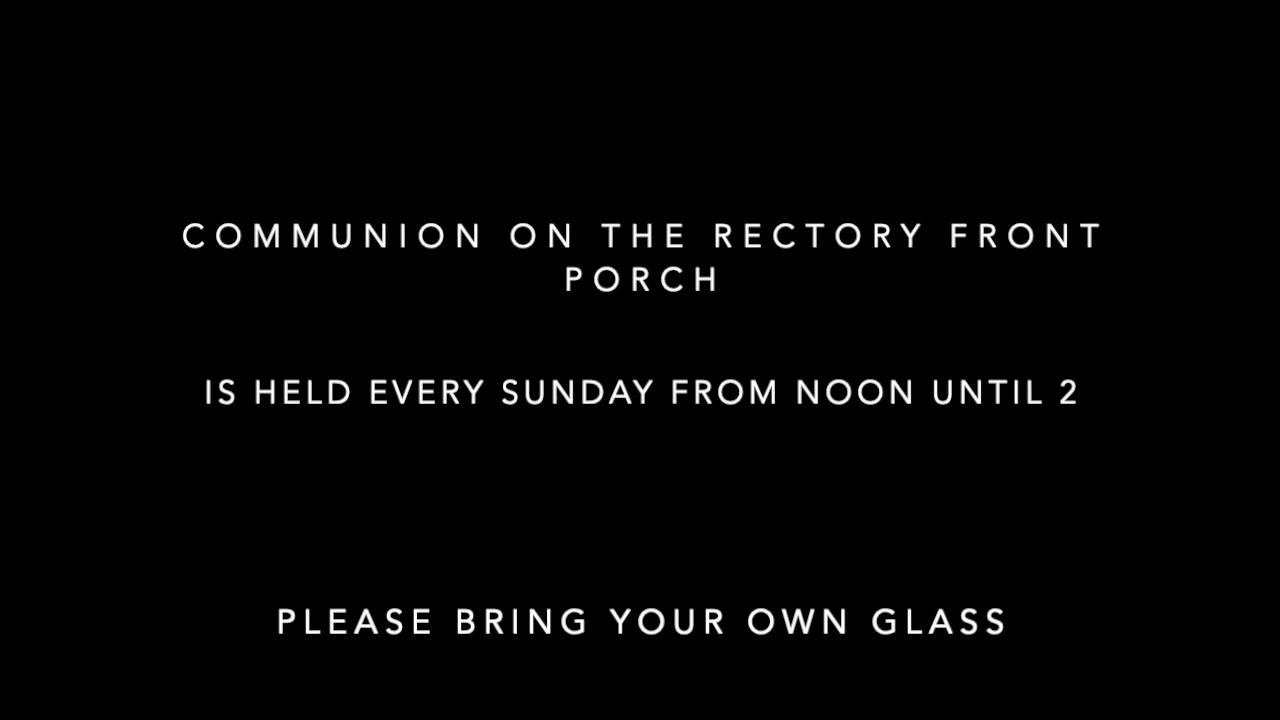 COMMUNION ON THE RECTORY FRONT
PORCH
IS HELD EVERY SUNDAY FROM NOON UNTIL 2
PLEASE BRING YOUR OWN GLASS